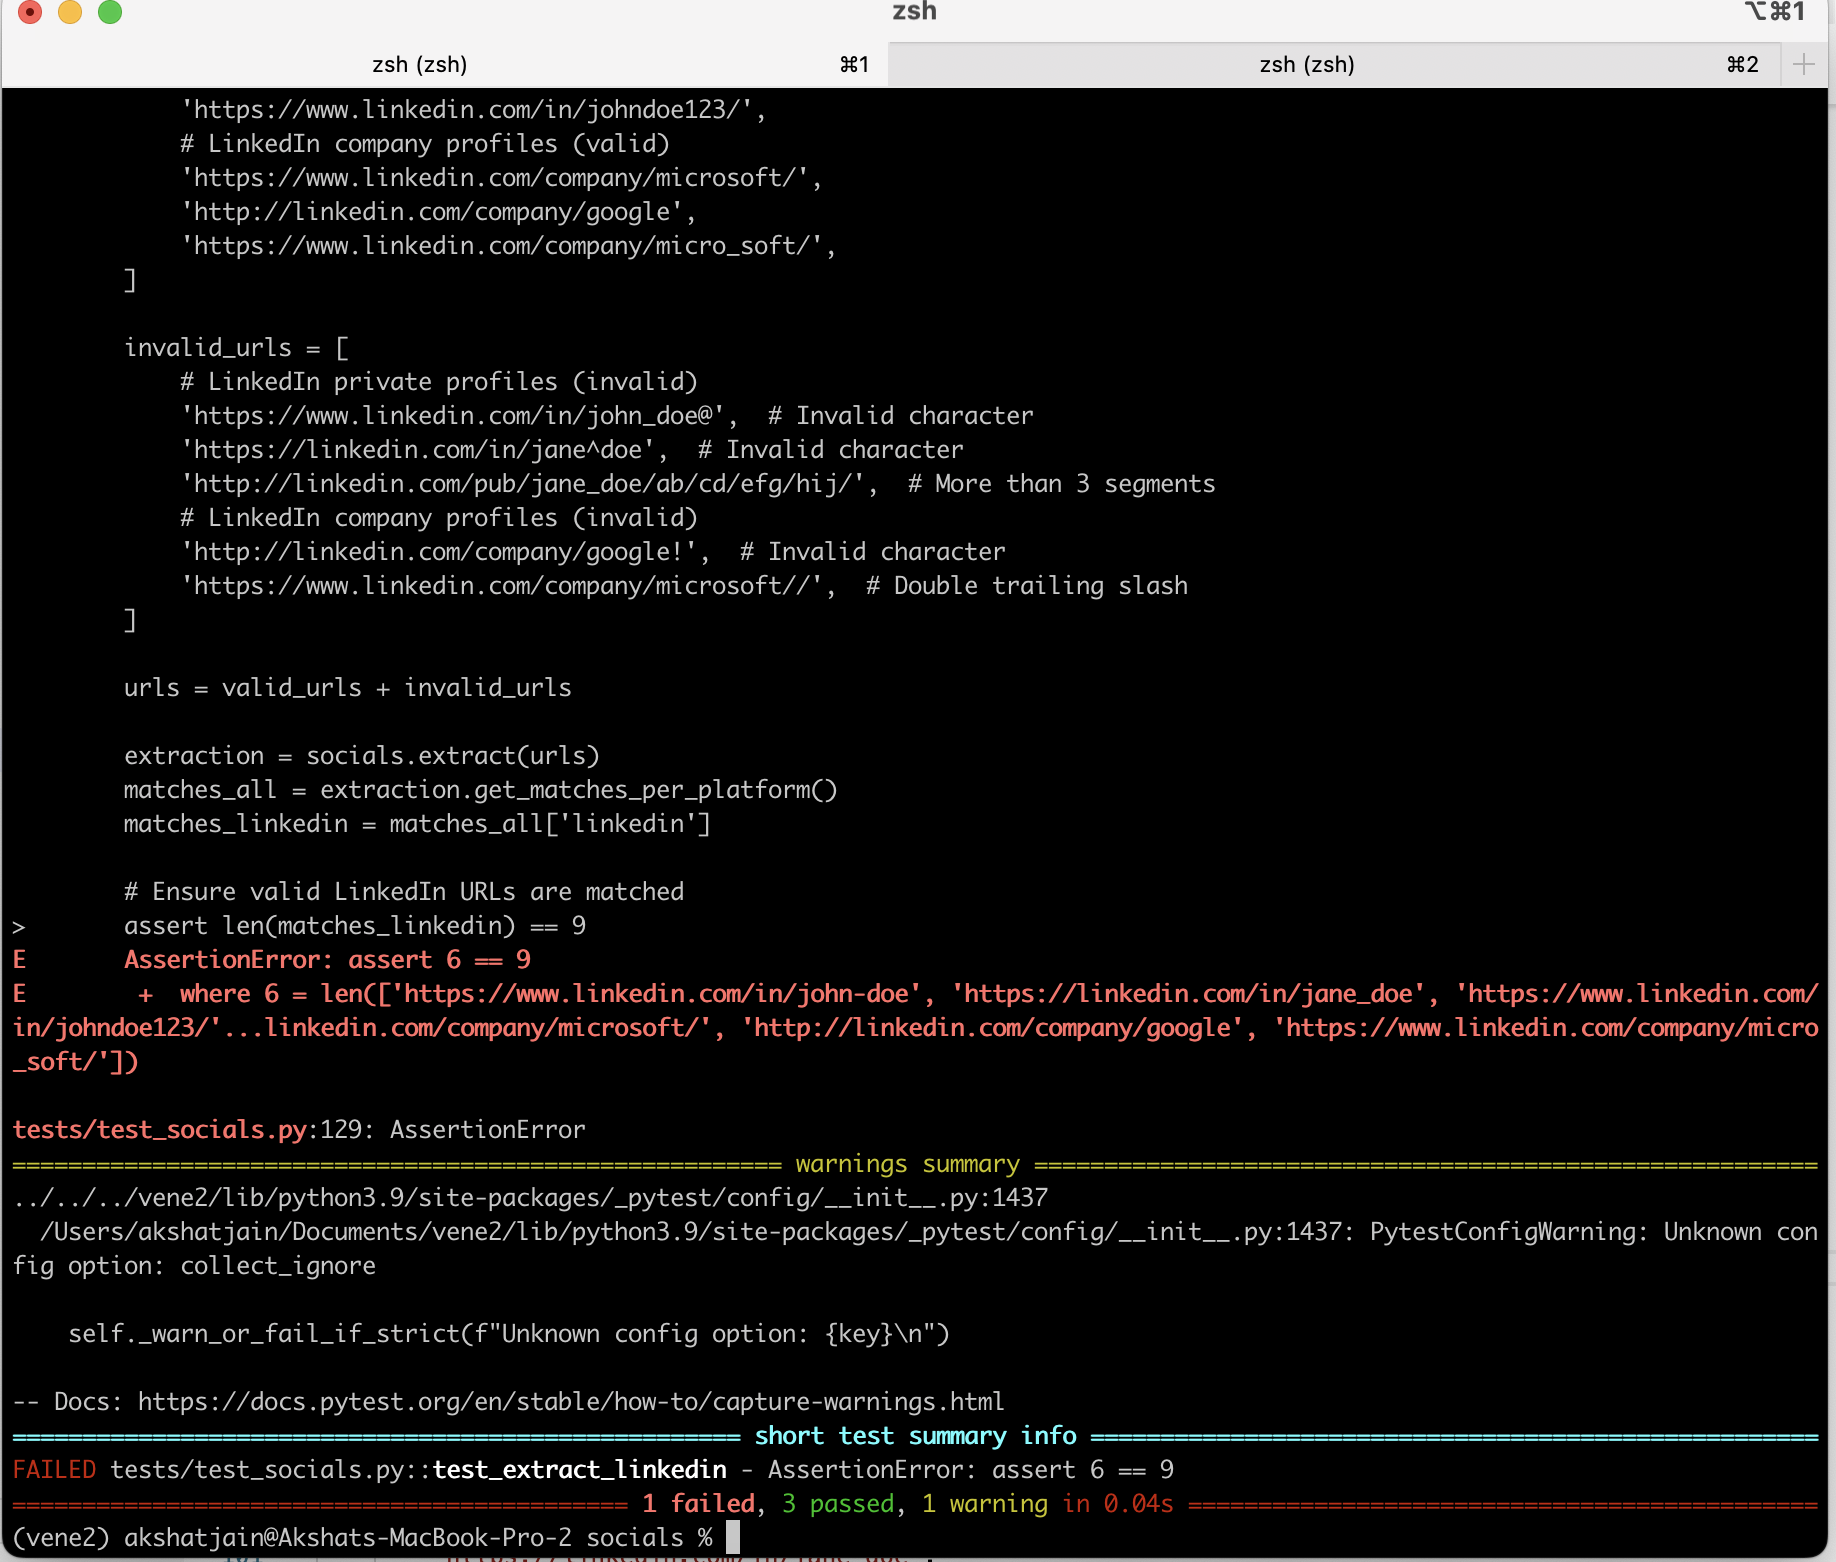 zsh
⌥⌘1
zsh (zsh) ⌘1 zsh (zsh) ⌘2 +
'https://www.linkedin.com/in/johndoe123/',
# LinkedIn company profiles (valid)
'https://www.linkedin.com/company/microsoft/',
'http://linkedin.com/company/google',
'https://www.linkedin.com/company/micro_soft/',
]
invalid_urls = [
# LinkedIn private profiles (invalid)
'https://www.linkedin.com/in/john_doe@',  # Invalid character
'https://linkedin.com/in/jane^doe',  # Invalid character
'http://linkedin.com/pub/jane_doe/ab/cd/efg/hij/',  # More than 3 segments
# LinkedIn company profiles (invalid)
'http://linkedin.com/company/google!',  # Invalid character
'https://www.linkedin.com/company/microsoft//',  # Double trailing slash
]
urls = valid_urls + invalid_urls
extraction = socials.extract(urls)
matches_all = extraction.get_matches_per_platform()
matches_linkedin = matches_all['linkedin']
# Ensure valid LinkedIn URLs are matched
>       assert len(matches_linkedin) == 9
E       AssertionError: assert 6 == 9
E        +  where 6 = len(['https://www.linkedin.com/in/john-doe', 'https://linkedin.com/in/jane_doe', 'https://www.linkedin.com/
in/johndoe123/'...linkedin.com/company/microsoft/', 'http://linkedin.com/company/google', 'https://www.linkedin.com/company/micro
_soft/'])
tests/test_socials.py:129: AssertionError
======================================================= warnings summary ========================================================
../../../vene2/lib/python3.9/site-packages/_pytest/config/__init__.py:1437
/Users/akshatjain/Documents/vene2/lib/python3.9/site-packages/_pytest/config/__init__.py:1437: PytestConfigWarning: Unknown con
fig option: collect_ignore
self._warn_or_fail_if_strict(f"Unknown config option: {key}\n")
-- Docs: https://docs.pytest.org/en/stable/how-to/capture-warnings.html
==================================================== short test summary info ====================================================
FAILED tests/test_socials.py::test_extract_linkedin - AssertionError: assert 6 == 9
============================================ 1 failed, 3 passed, 1 warning in 0.04s =============================================
(vene2) akshatjain@Akshats-MacBook-Pro-2 socials %